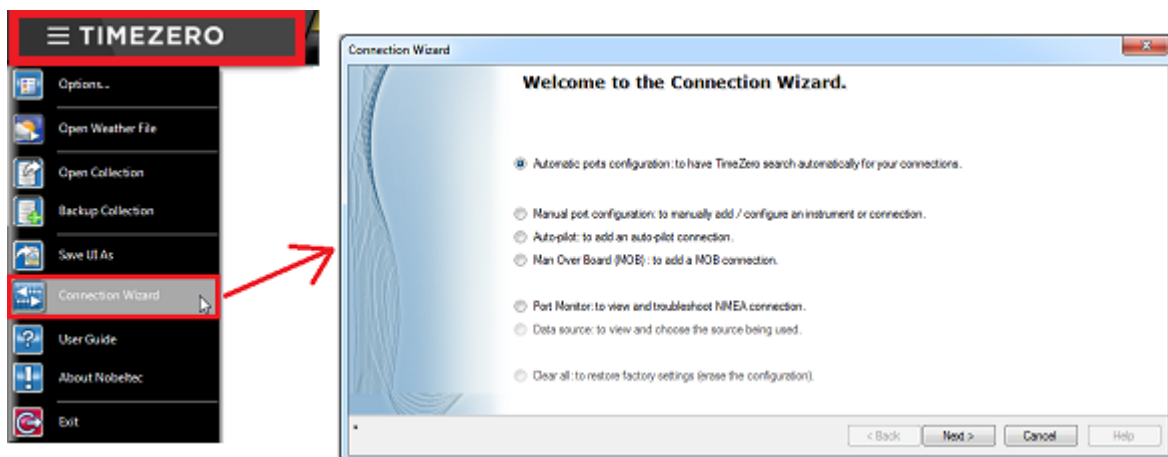 TIMEZERO
Options...
Open Weather File
Open Collection
Backup Collection
Save UI As
Connection Wizard
User Guide
About Nobeltec
Exit
Connection Wizard
Welcome to the Connection Wizard.
Automatic ports configuration: to have TimeZero search automatically for your connections.
Manual port configuration: to manually add / configure an instrument or connection.
Auto-pilot: to add an auto-pilot connection.
Man Over Board (MOB) : to add a MOB connection.
Port Monitor: to view and troubleshoot NMEA connection.
Data source: to view and choose the source being used.
Clear all: to restore factory settings (erase the configuration).
< Back
Next >
Cancel
Help